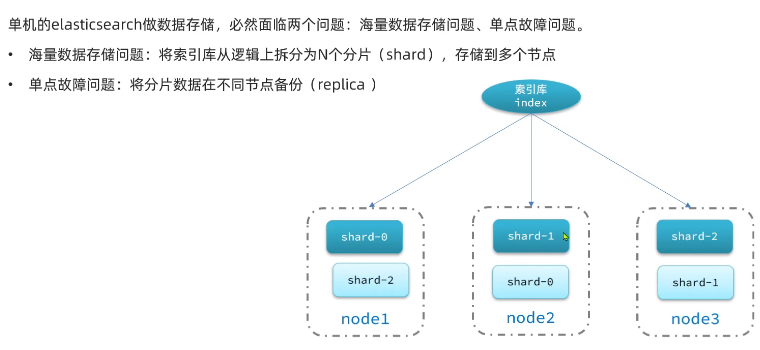 单机的elasticsearch做数据存储，必然面临两个问题：海量数据存储问题、单点故障问题。
• 海量数据存储问题：将索引库从逻辑上拆分为N个分片（shard），存储到多个节点
• 单点故障问题：将分片数据在不同节点备份（replica ）
索引库
index
shard-0
shard-2
node1
shard-1
shard-0
node2
shard-2
shard-1
node3